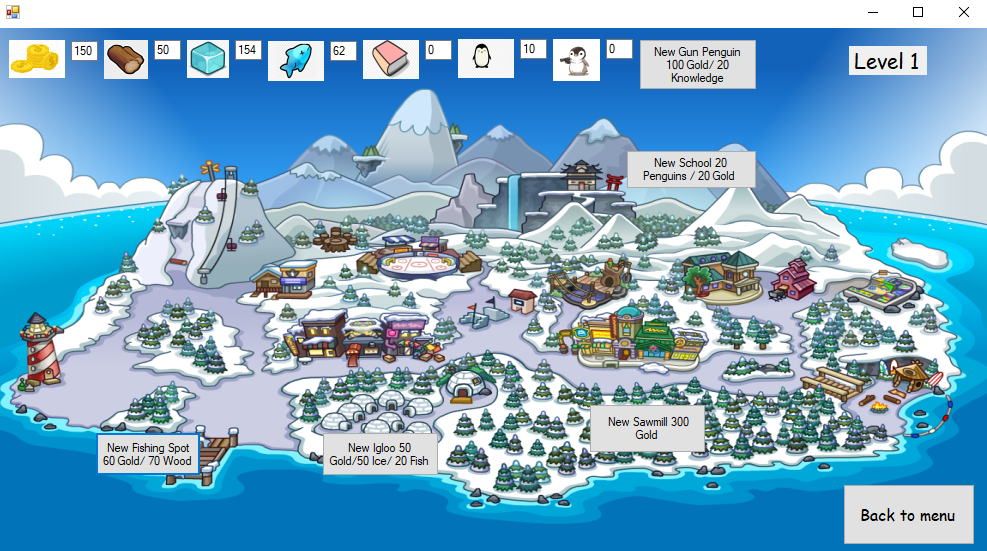 150
50
154
62
0
10
0
New Gun Penguin
100 Gold/ 20
Knowledge
Level 1
New School 20
Penguins / 20 Gold
New Sawmill 300
Gold
New Fishing Spot
60 Gold/ 70 Wood
New Igloo 50
Gold/50 Ice/ 20 Fish
Back to menu